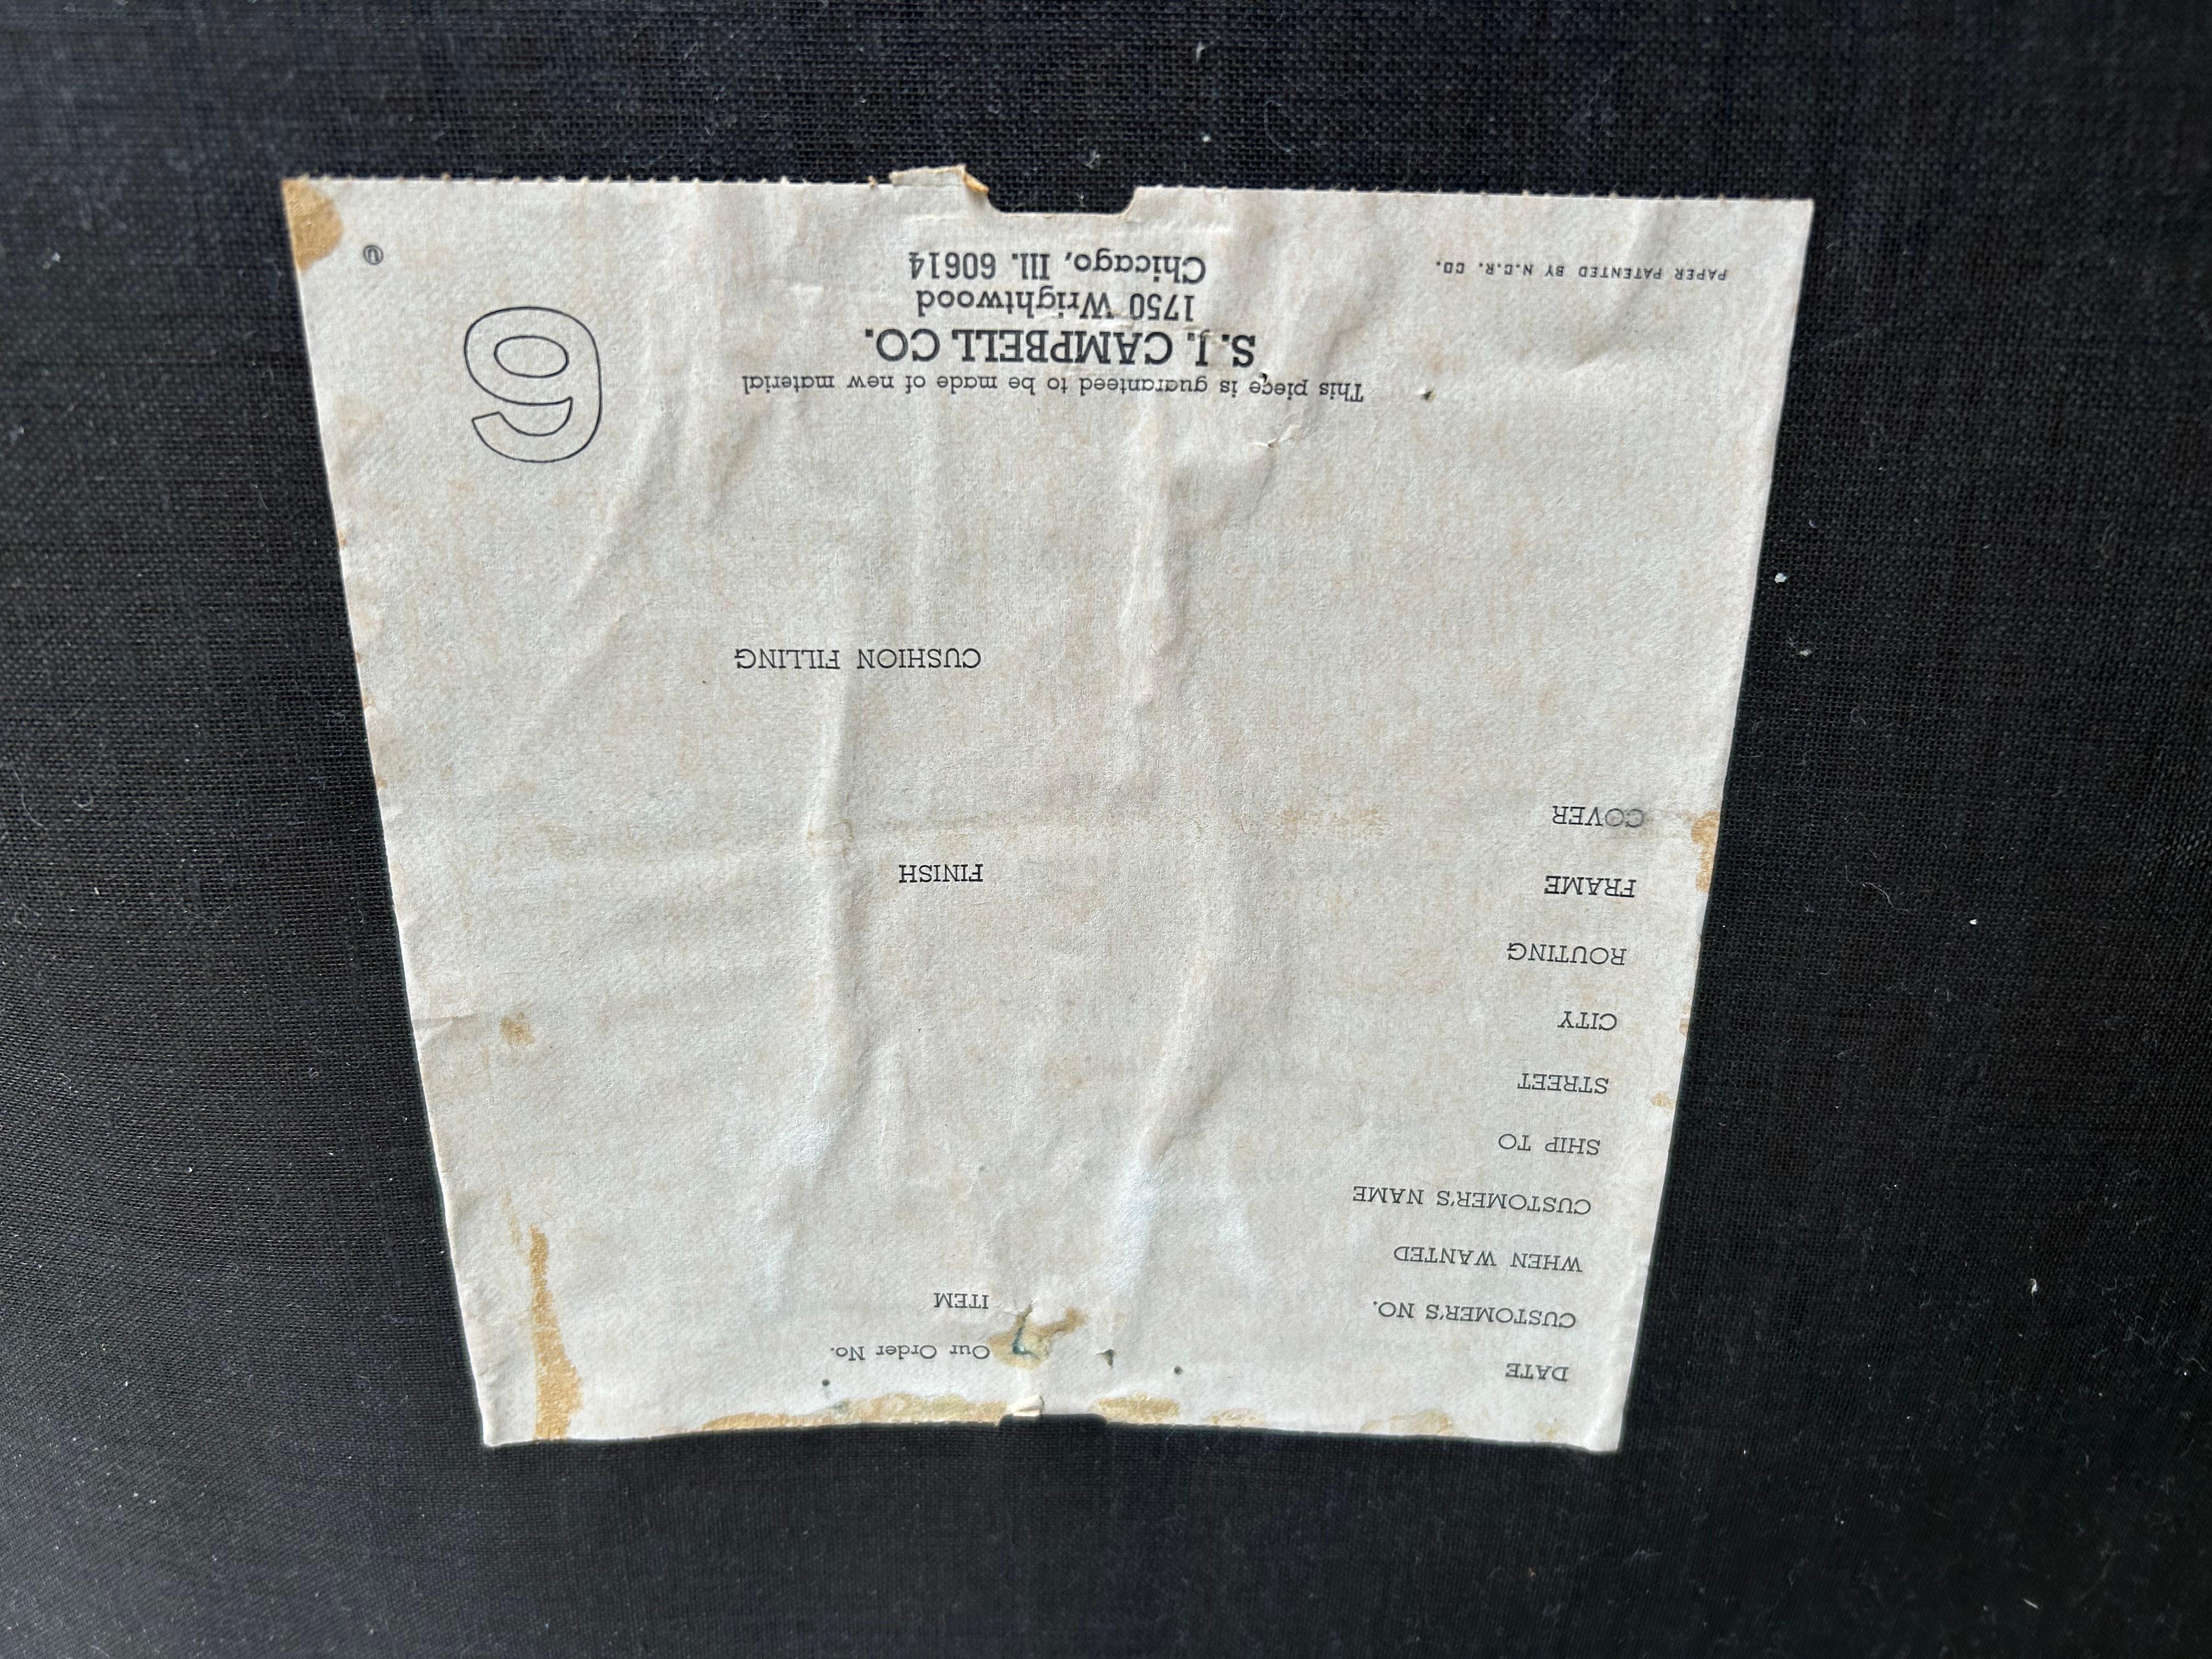 DATE Our Order No.
CUSTOMER'S NO. ITEM
WHEN WANTED
CUSTOMER'S NAME
SHIP TO
STREET
CITY
ROUTING
FRAME FINISH
COVER
CUSHION FILLING
This piece is guaranteed to be made of new material
S. J. CAMPBELL CO.
1750 Wrightwood
Chicago, Ill. 60614
6
PAPER PATENTED BY N.C.R. CO.